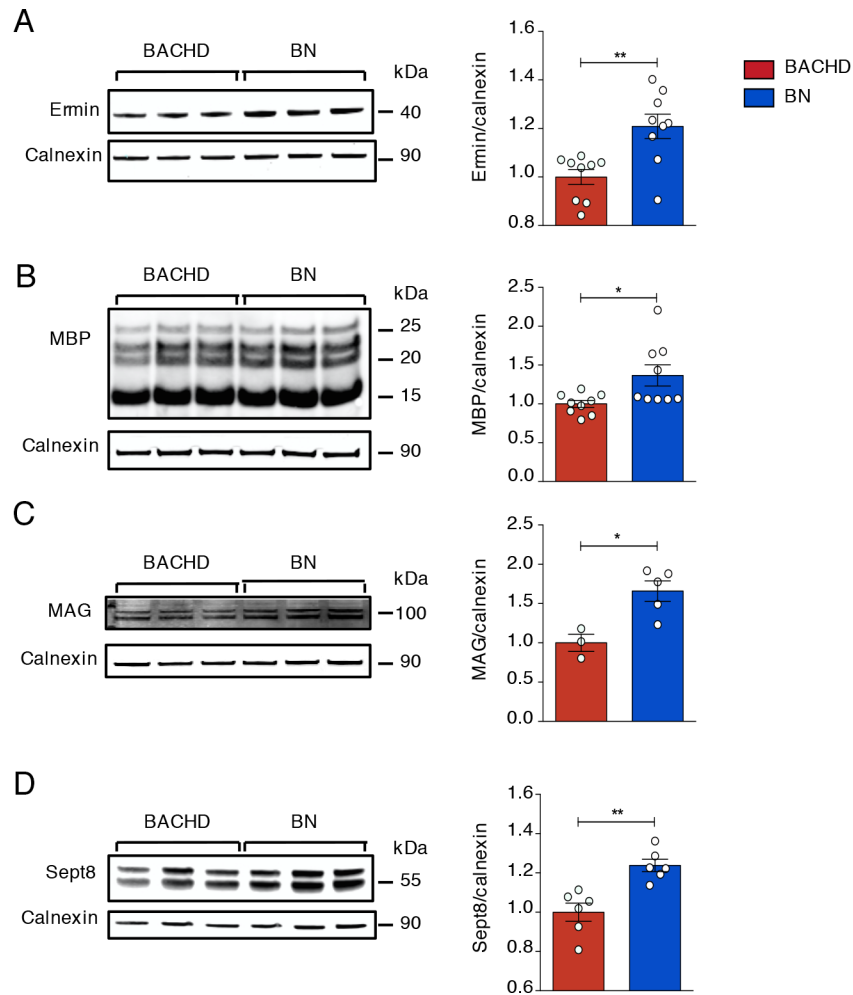 A
BACHD BN
kDa
Ermin 40
Calnexin 90
Ermin/calnexin
1.6
1.4
1.2
1.0
0.8
**
BACHD
BN
B
BACHD BN
kDa
MBP
25
20
15
Calnexin 90
MBP/calnexin
2.5
2.0
1.5
1.0
0.5
0.0
*
C
BACHD BN
kDa
MAG 100
Calnexin 90
MAG/calnexin
2.5
2.0
1.5
1.0
0.5
0.0
*
D
BACHD BN
kDa
Sept8 55
Calnexin 90
Sept8/calnexin
1.6
1.4
1.2
1.0
0.8
0.6
**